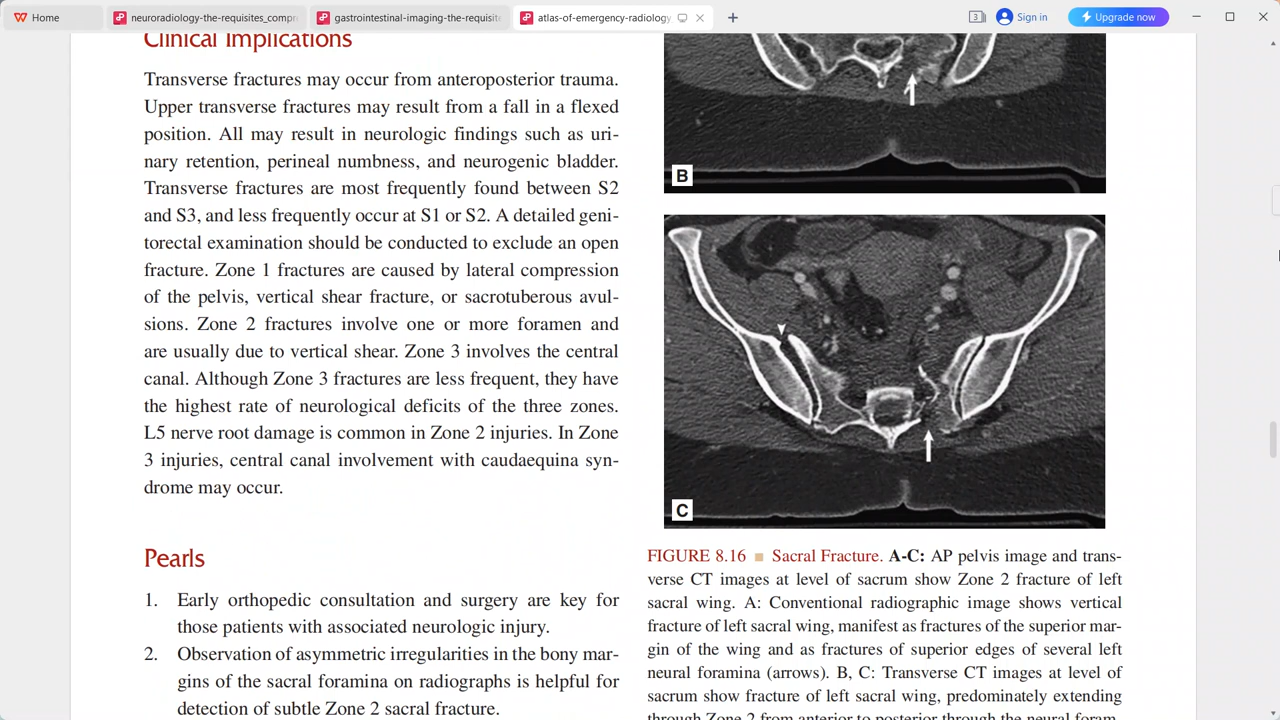 Home
neuroradiology-the-requisites_compre
gastrointestinal-imaging-the-requisite
atlas-of-emergency-radiology
3
Sign in
Upgrade now
Clinical Implications
Transverse fractures may occur from anteroposterior trauma.
Upper transverse fractures may result from a fall in a flexed
position. All may result in neurologic findings such as uri-
nary retention, perineal numbness, and neurogenic bladder.
Transverse fractures are most frequently found between S2
and S3, and less frequently occur at S1 or S2. A detailed geni-
torectal examination should be conducted to exclude an open
fracture. Zone 1 fractures are caused by lateral compression
of the pelvis, vertical shear fracture, or sacrotuberous avul-
sions. Zone 2 fractures involve one or more foramen and
are usually due to vertical shear. Zone 3 involves the central
canal. Although Zone 3 fractures are less frequent, they have
the highest rate of neurological deficits of the three zones.
L5 nerve root damage is common in Zone 2 injuries. In Zone
3 injuries, central canal involvement with caudaequina syn-
drome may occur.
Pearls
1. Early orthopedic consultation and surgery are key for
those patients with associated neurologic injury.
2. Observation of asymmetric irregularities in the bony mar-
gins of the sacral foramina on radiographs is helpful for
detection of subtle Zone 2 sacral fracture.
B
C
FIGURE 8.16 ■ Sacral Fracture. A-C: AP pelvis image and trans-
verse CT images at level of sacrum show Zone 2 fracture of left
sacral wing. A: Conventional radiographic image shows vertical
fracture of left sacral wing, manifest as fractures of the superior mar-
gin of the wing and as fractures of superior edges of several left
neural foramina (arrows). B, C: Transverse CT images at level of
sacrum show fracture of left sacral wing, predominately extending
through Zone 2 from anterior to posterior through the neural foram-